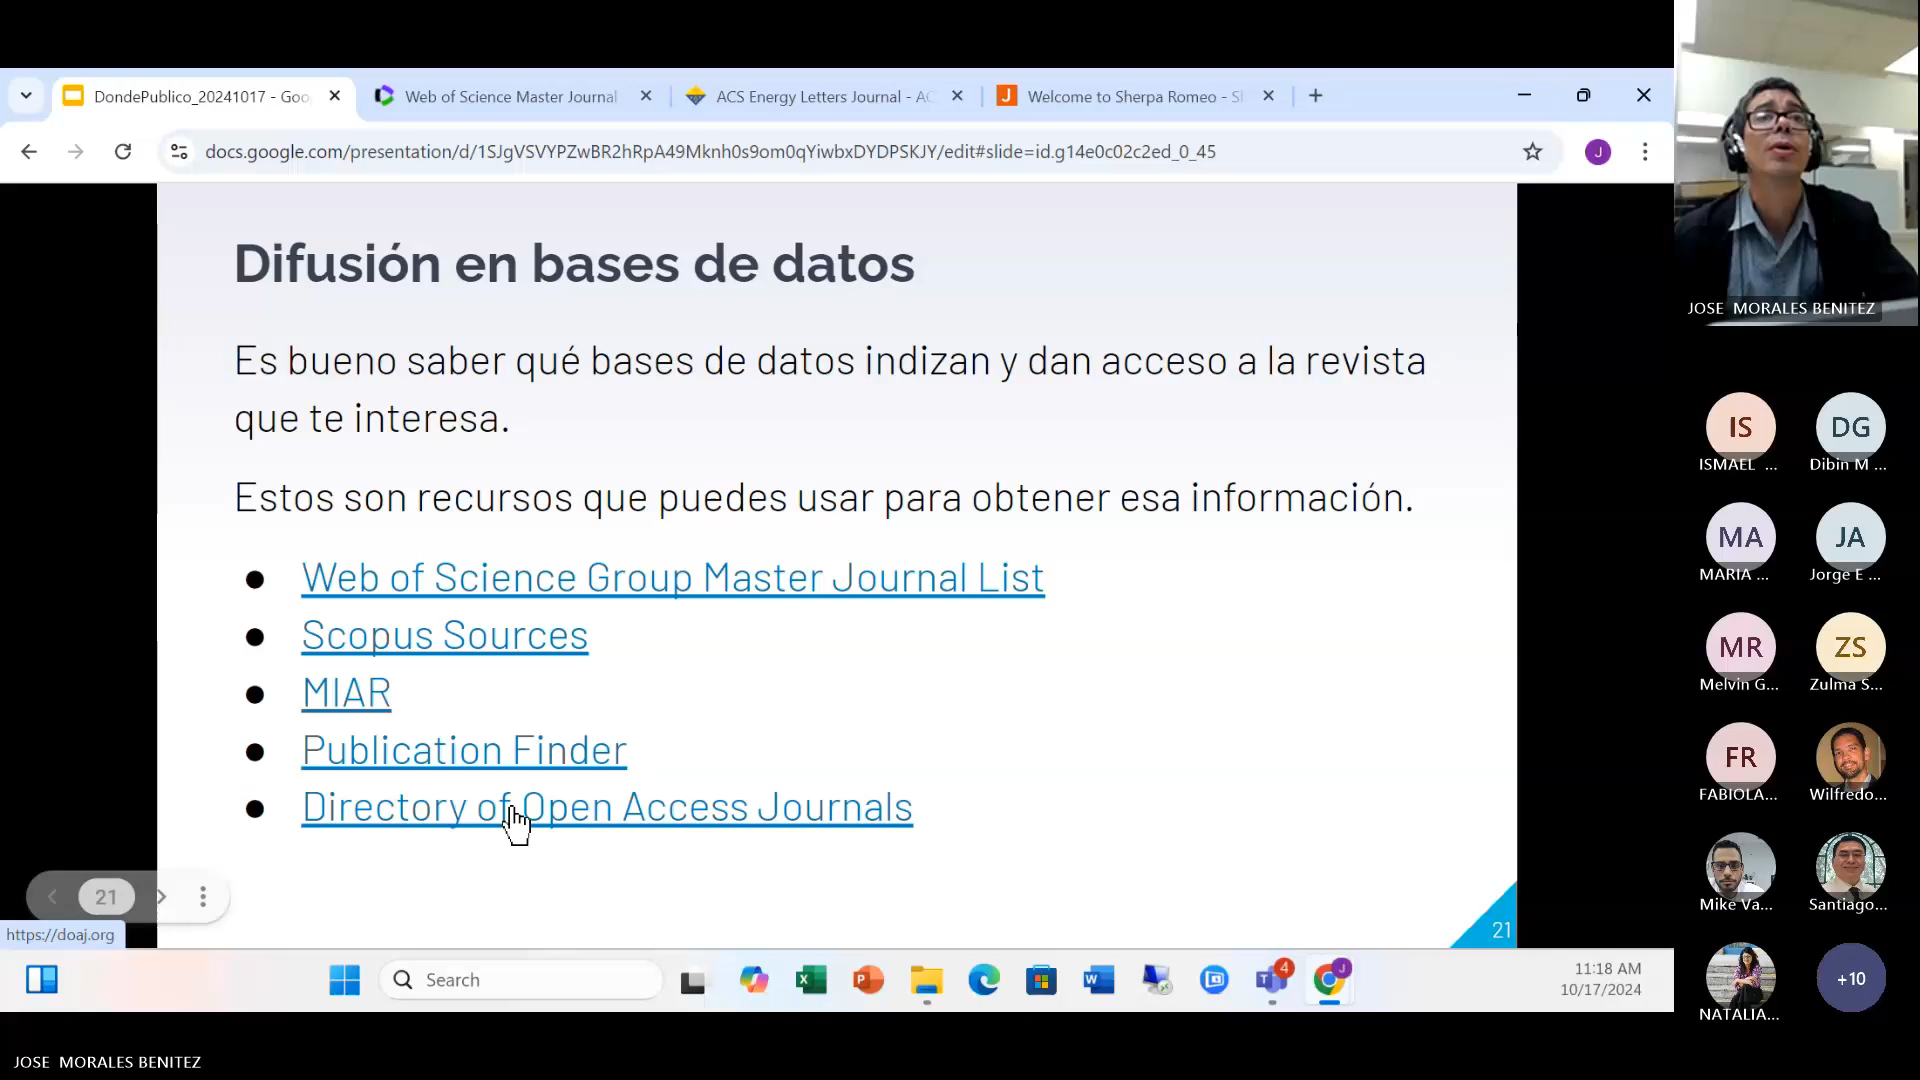 DondePublico_20241017 - Goo
Web of Science Master Journal
ACS Energy Letters Journal - AC
Welcome to Sherpa Romeo - Sh
docs.google.com/presentation/d/1SJgVSVYPZwBR2hRpA49Mknh0s9om0qYiwbxDYDPSKJY/edit#slide=id.g14e0c02c2ed_0_45
J
Difusión en bases de datos
Es bueno saber qué bases de datos indizan y dan acceso a la revista
que te interesa.
Estos son recursos que puedes usar para obtener esa información.
● Web of Science Group Master Journal List
● Scopus Sources
● MIAR
● Publication Finder
● Directory of Open Access Journals
21
21
https://doaj.org
Search
4
J
11:18 AM
10/17/2024
JOSE MORALES BENITEZ
IS
DG
ISMAEL ...
Dibin M ...
MA
JA
MARIA ...
Jorge E ...
MR
ZS
Melvin G...
Zulma S...
FR
FABIOLA...
Wilfredo...
Mike Va...
Santiago...
+10
NATALIA...
JOSE MORALES BENITEZ